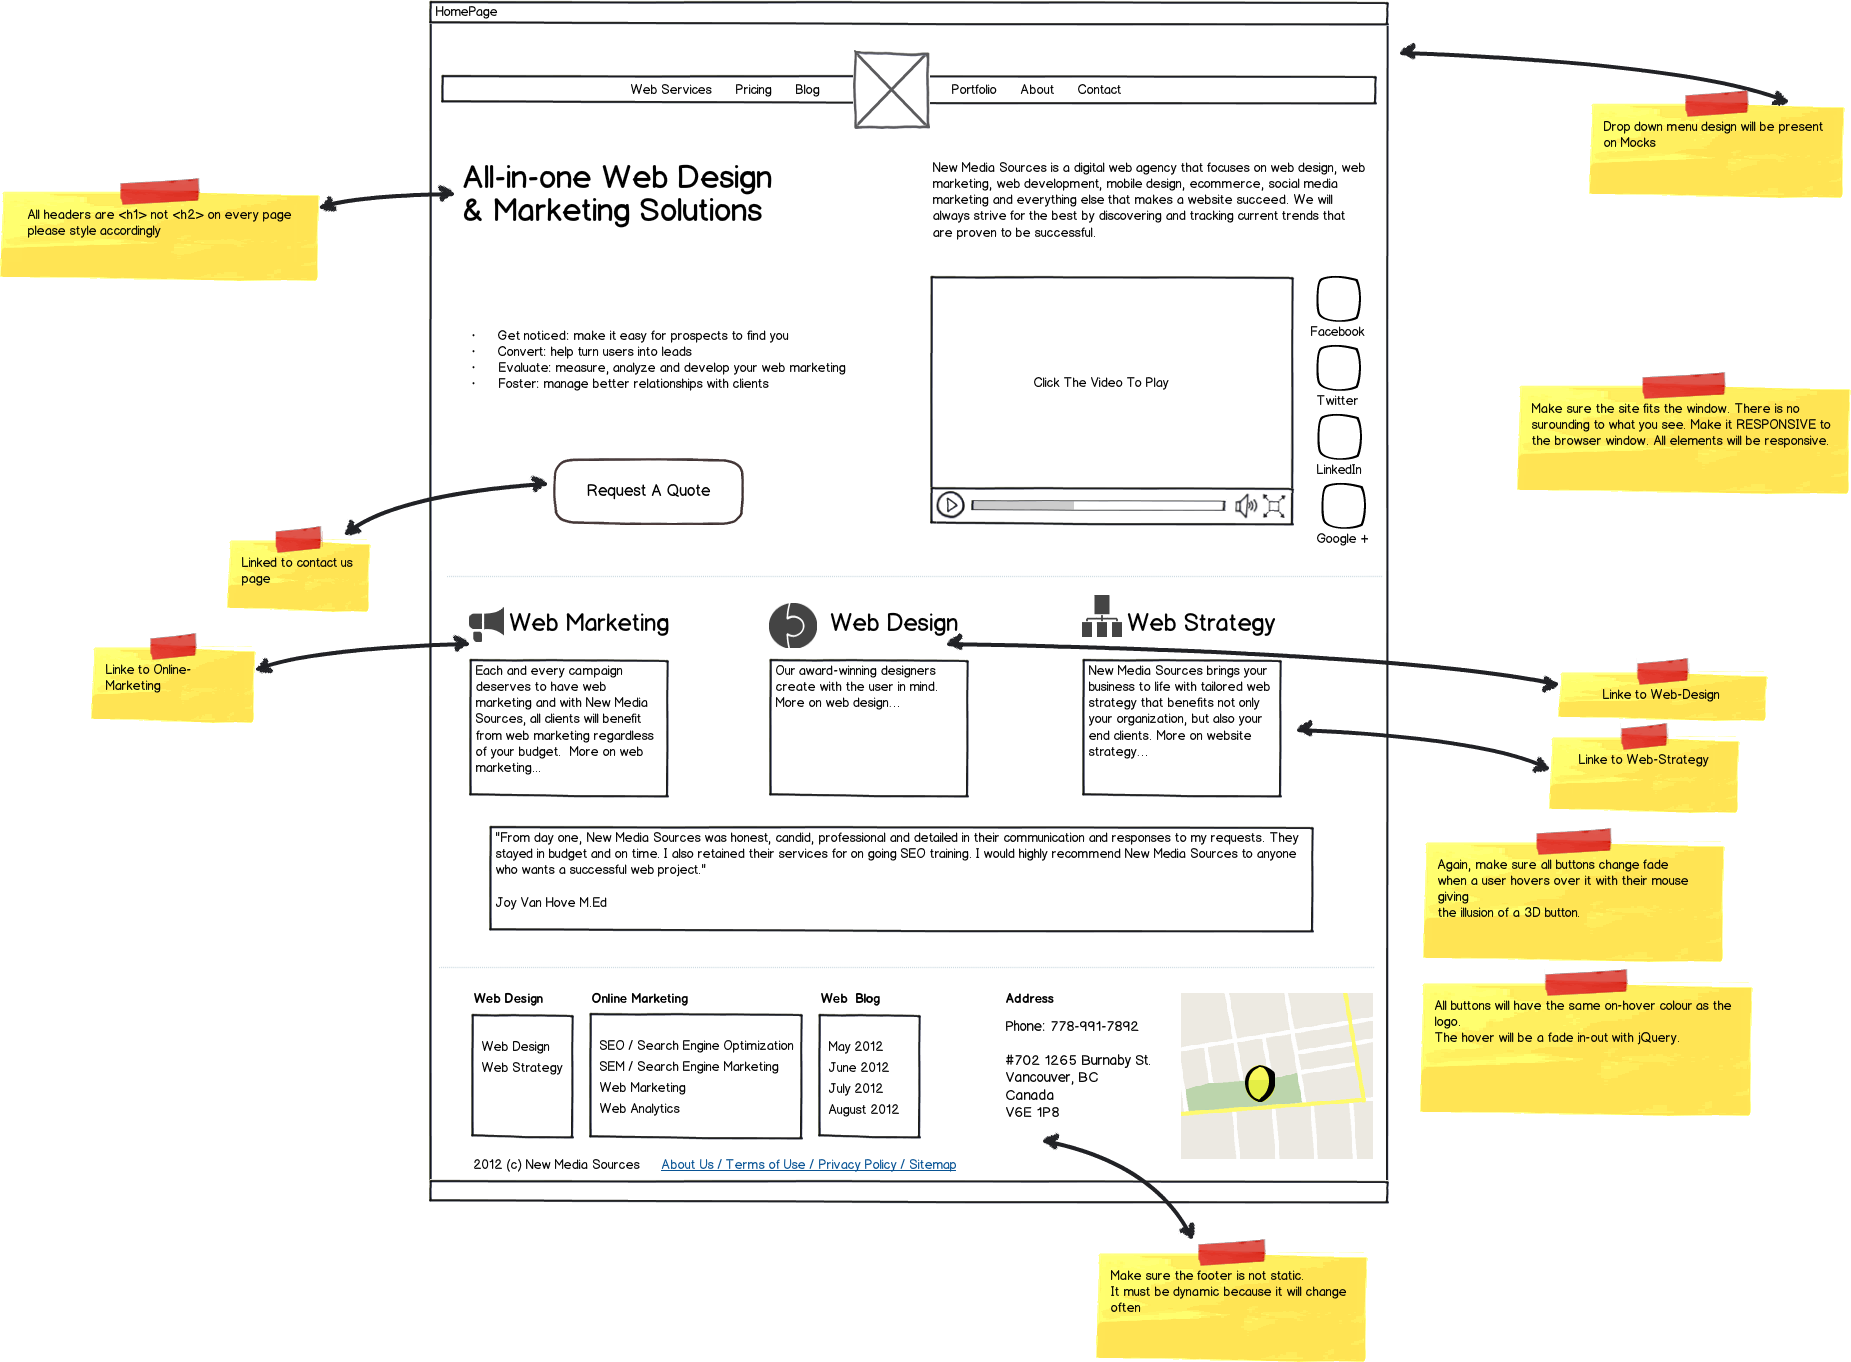 HomePage
Web Services
Pricing
Blog
Portfolio
About
Contact
Drop down menu design will be present
on Mocks
All headers are <h1> not <h2> on every page
please style accordingly
All-in-one Web Design
& Marketing Solutions
New Media Sources is a digital web agency that focuses on web design, web
marketing, web development, mobile design, ecommerce, social media
marketing and everything else that makes a website succeed. We will
always strive for the best by discovering and tracking current trends that
are proven to be successful.
· Get noticed: make it easy for prospects to find you
· Convert: help turn users into leads
· Evaluate: measure, analyze and develop your web marketing
· Foster: manage better relationships with clients
Click The Video To Play
Facebook
Twitter
LinkedIn
Google +
Make sure the site fits the window. There is no
surounding to what you see. Make it RESPONSIVE to
the browser window. All elements will be responsive.
Request A Quote
Linked to contact us
page
Web Marketing
Web Design
Web Strategy
Linke to Online-
Marketing
Each and every campaign
deserves to have web
marketing and with New Media
Sources, all clients will benefit
from web marketing regardless
of your budget.  More on web
marketing...
Our award-winning designers
create with the user in mind.
More on web design...
New Media Sources brings your
business to life with tailored web
strategy that benefits not only
your organization, but also your
end clients. More on website
strategy...
Linke to Web-Design
Linke to Web-Strategy
"From day one, New Media Sources was honest, candid, professional and detailed in their communication and responses to my requests. They
stayed in budget and on time. I also retained their services for on going SEO training. I would highly recommend New Media Sources to anyone
who wants a successful web project."
Joy Van Hove M.Ed
Again, make sure all buttons change fade
when a user hovers over it with their mouse
giving
the illusion of a 3D button.
All buttons will have the same on-hover colour as the
logo.
The hover will be a fade in-out with jQuery.
Web Design
Web Design
Web Strategy
Online Marketing
SEO / Search Engine Optimization
SEM / Search Engine Marketing
Web Marketing
Web Analytics
Web  Blog
May 2012
June 2012
July 2012
August 2012
Address
Phone: 778-991-7892
#702 1265 Burnaby St.
Vancouver, BC
Canada
V6E 1P8
2012 (c) New Media Sources
About Us / Terms of Use / Privacy Policy / Sitemap
Make sure the footer is not static.
It must be dynamic because it will change
often